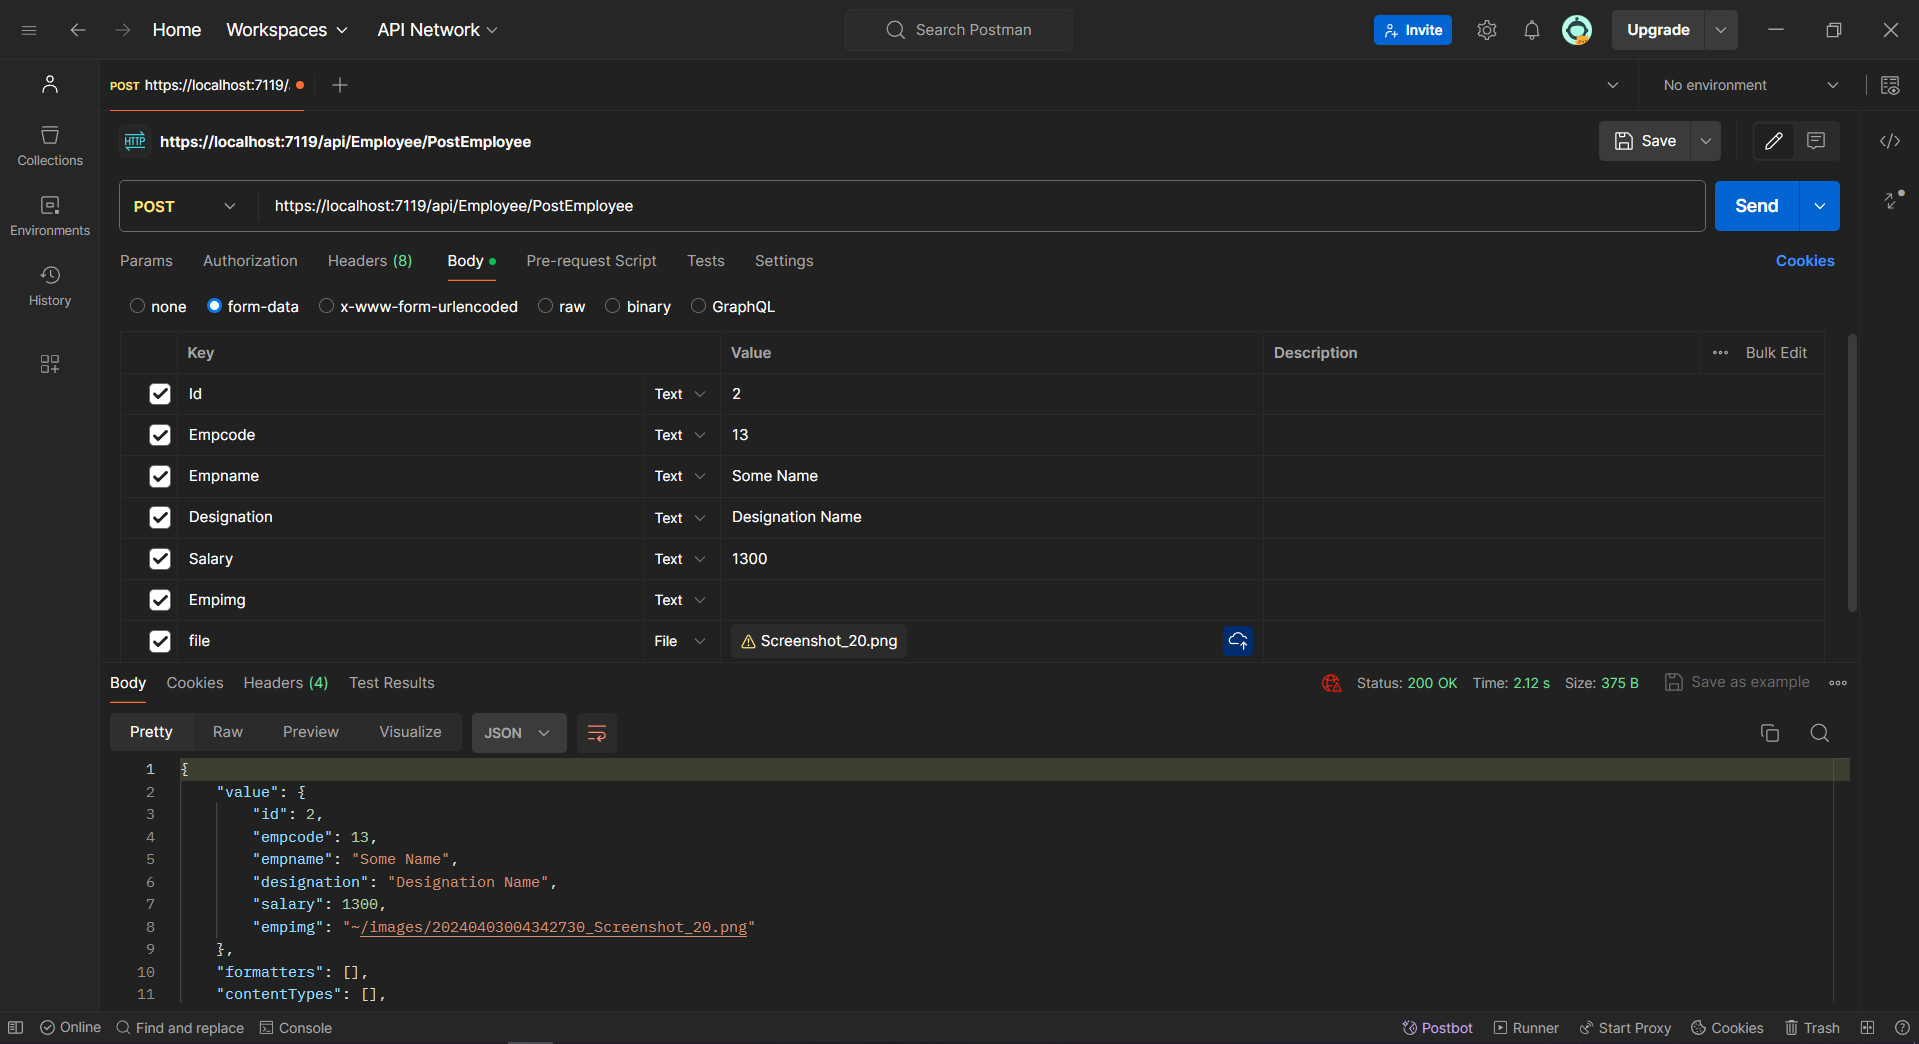 Home Workspaces API Network Search Postman Invite Upgrade
POST https://localhost:7119/. No environment
HTTP https://localhost:7119/api/Employee/PostEmployee Save
Collections
POST https://localhost:7119/api/Employee/PostEmployee Send
Environments
Params Authorization Headers (8) Body Pre-request Script Tests Settings Cookies
History
none form-data x-www-form-urlencoded raw binary GraphQL
Key Value Description Bulk Edit
Id Text 2
Empcode Text 13
Empname Text Some Name
Designation Text Designation Name
Salary Text 1300
Empimg Text
file File Screenshot_20.png
Body Cookies Headers (4) Test Results Status: 200 OK Time: 2.12 s Size: 375 B Save as example
Pretty Raw Preview Visualize JSON
1 {
2 "value": {
3 "id": 2,
4 "empcode": 13,
5 "empname": "Some Name",
6 "designation": "Designation Name",
7 "salary": 1300,
8 "empimg": "~/images/20240403004342730_Screenshot_20.png"
9 },
10 "formatters": [],
11 "contentTypes": [],
Online Find and replace Console Postbot Runner Start Proxy Cookies Trash